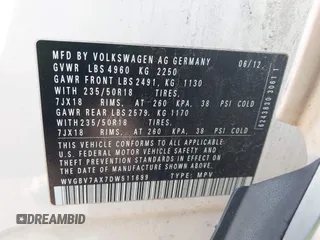 MFD BY VOLKSWAGEN AG GERMANY 08/12
GVWR LBS 4960 KG 2250
GAWR FRONT LBS 2491, KG 1130
WITH 235/50R18 TIRES,
7JX18 RIMS, AT 260 KPA, 38 PSI COLD
GAWR REAR LBS 2579, KG 1170
WITH 235/50R18 TIRES,
7JX18 RIMS, AT 260 KPA, 38 PSI COLD
THIS VEHICLE CONFORMS TO ALL APPLICABLE
FEDERAL MOTOR VEHICLE SAFETY AND
THEFT PREVENTION STANDARDS IN EFFECT
ON THE DATE OF MANUFACTURE SHOWN ABOVE
WVGBV7AX7DW511699 TYPE: MPV
AUTOBIDMASTER